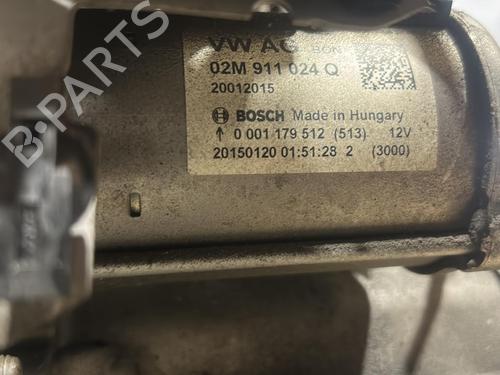 VW AG BON
02M 911 024 Q
20012015
BOSCH Made in Hungary
↑ 0 001 179 512 (513) 12V
20150120 01:51:28 2 (3000)